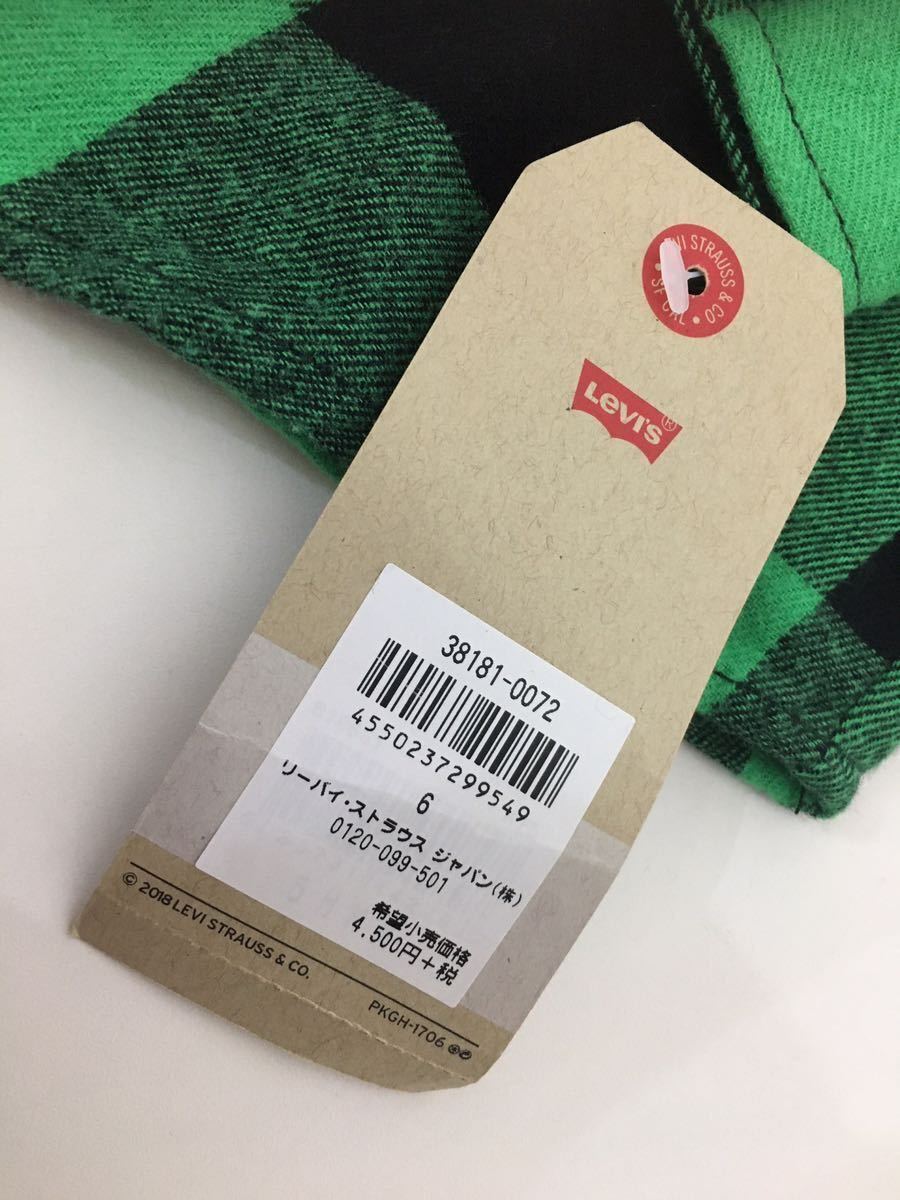 LEVI STRAUSS & CO
• SF CAL •
Levi's®
38181-0072
4550237299549
6
リーバイ・ストラウス ジャパン(株)
0120-099-501
希望小売価格
4,500円+税
© 2018 LEVI STRAUSS & CO.
PKGH-1706